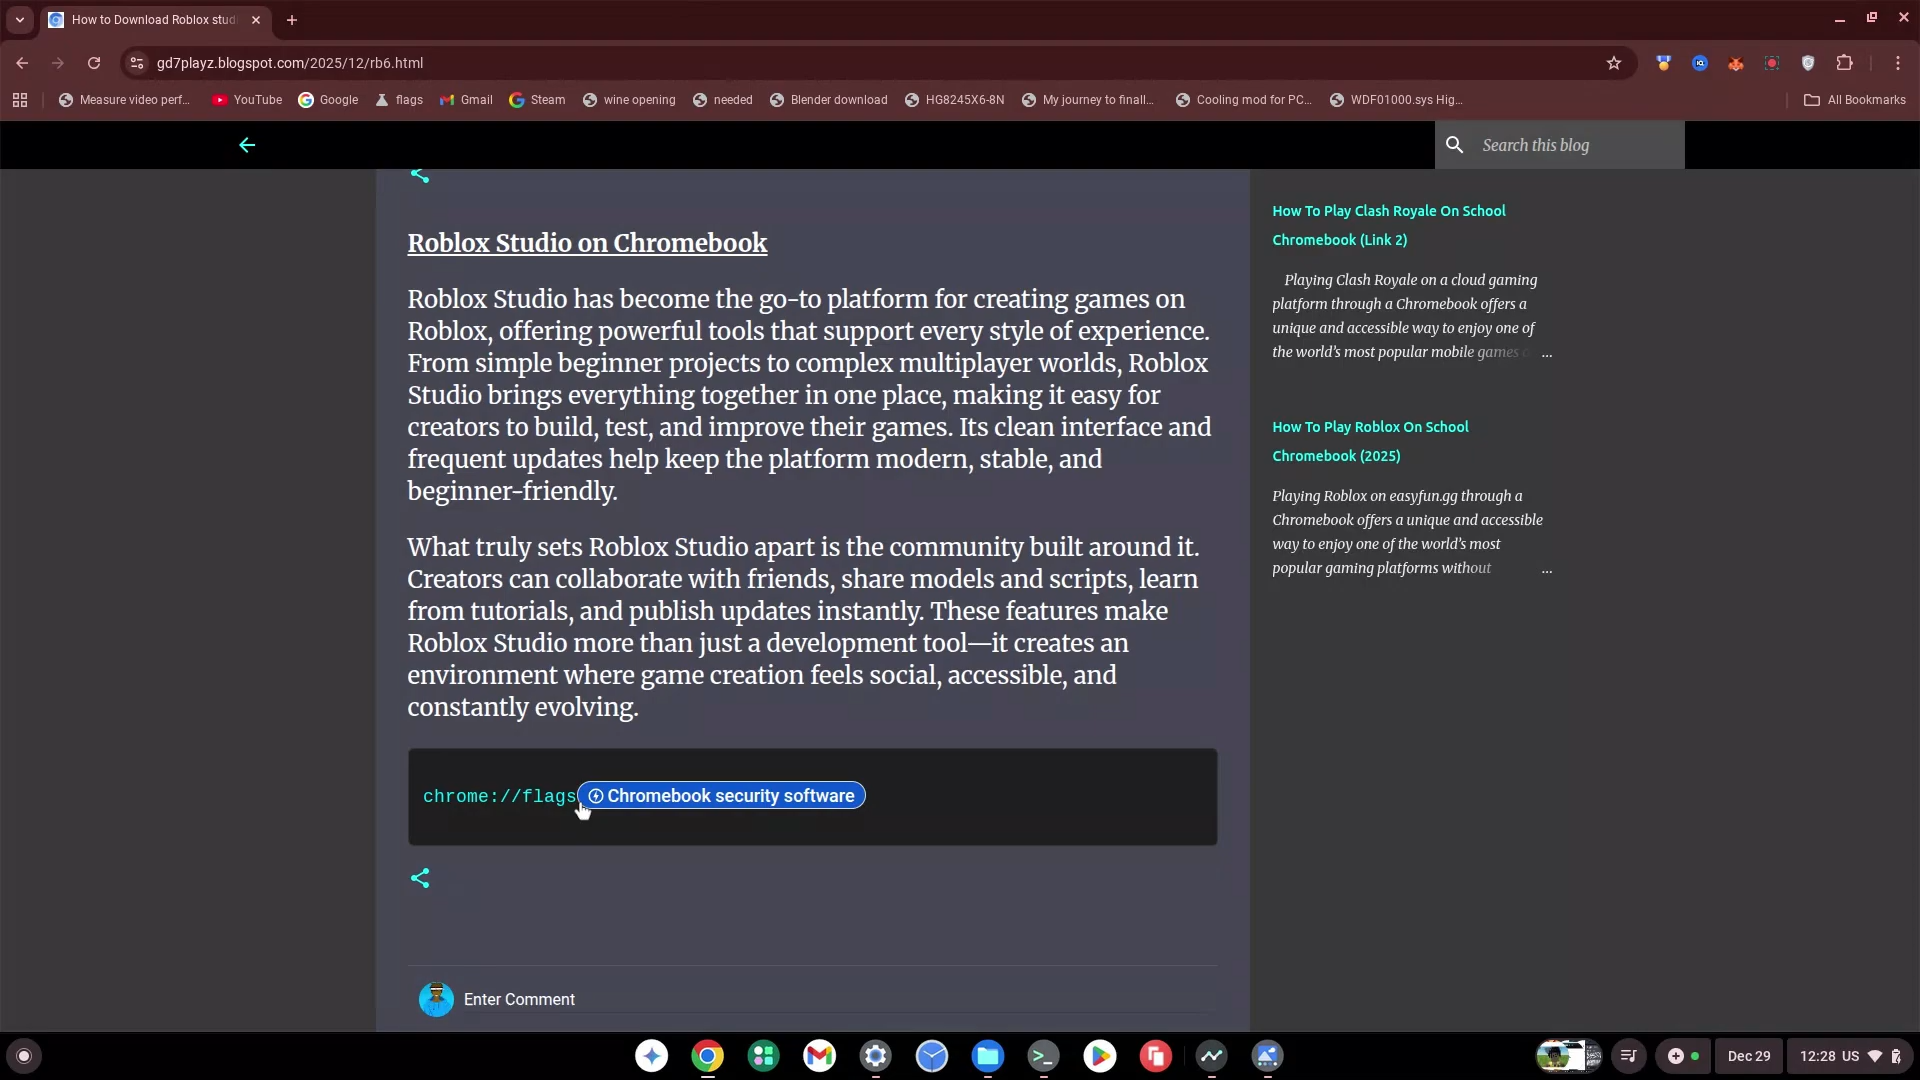 How to Download Roblox stud
gd7playz.blogspot.com/2025/12/rb6.html
Measure video perf...
YouTube
Google
flags
Gmail
Steam
wine opening
needed
Blender download
HG8245X6-8N
My journey to finall...
Cooling mod for PC...
WDF01000.sys Hig...
All Bookmarks
Search this blog
Roblox Studio on Chromebook
Roblox Studio has become the go-to platform for creating games on
Roblox, offering powerful tools that support every style of experience.
From simple beginner projects to complex multiplayer worlds, Roblox
Studio brings everything together in one place, making it easy for
creators to build, test, and improve their games. Its clean interface and
frequent updates help keep the platform modern, stable, and
beginner-friendly.
What truly sets Roblox Studio apart is the community built around it.
Creators can collaborate with friends, share models and scripts, learn
from tutorials, and publish updates instantly. These features make
Roblox Studio more than just a development tool—it creates an
environment where game creation feels social, accessible, and
constantly evolving.
chrome://flags Chromebook security software
Enter Comment
How To Play Clash Royale On School
Chromebook (Link 2)
Playing Clash Royale on a cloud gaming
platform through a Chromebook offers a
unique and accessible way to enjoy one of
the world's most popular mobile games ...
How To Play Roblox On School
Chromebook (2025)
Playing Roblox on easyfun.gg through a
Chromebook offers a unique and accessible
way to enjoy one of the world's most
popular gaming platforms without ...
Dec 29
12:28 US